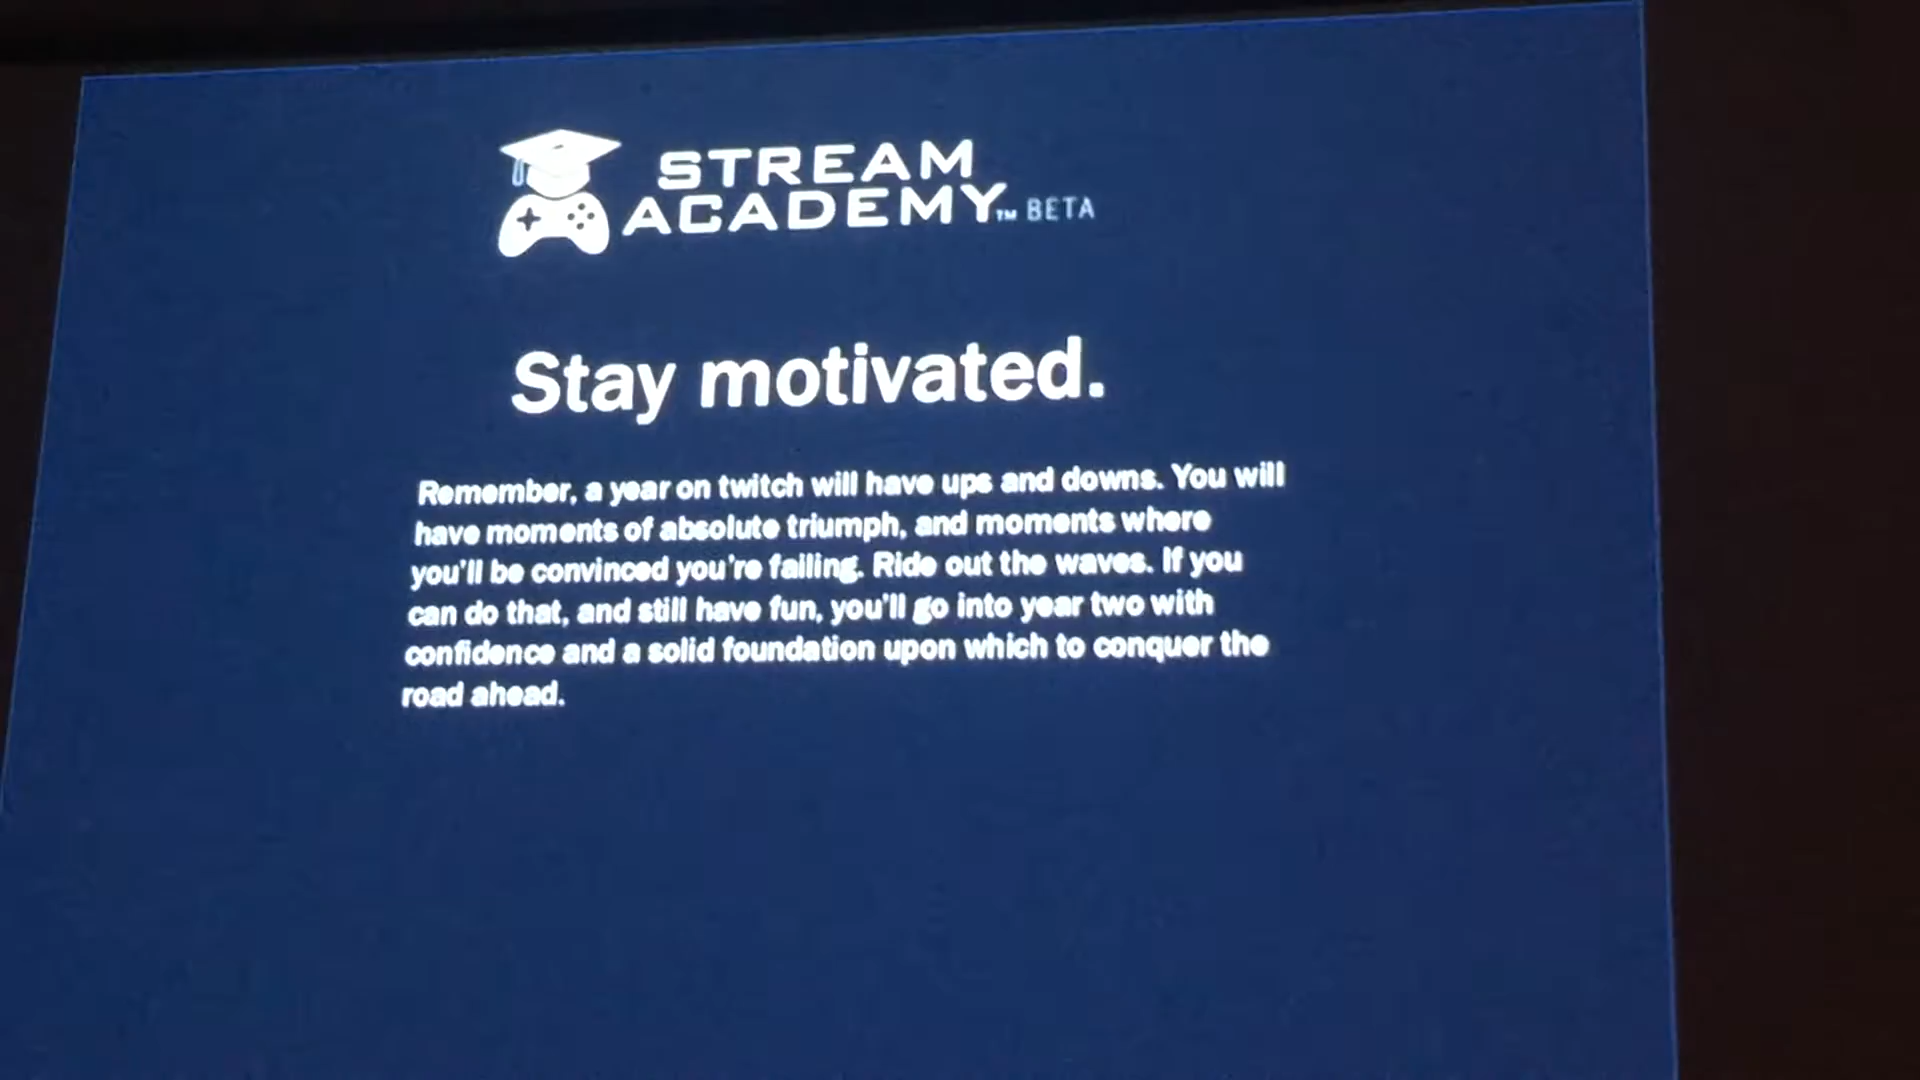 STREAM
ACADEMY™ BETA
Stay motivated.
Remember, a year on twitch will have ups and downs. You will
have moments of absolute triumph, and moments where
you'll be convinced you're failing. Ride out the waves. If you
can do that, and still have fun, you'll go into year two with
confidence and a solid foundation upon which to conquer the
road ahead.